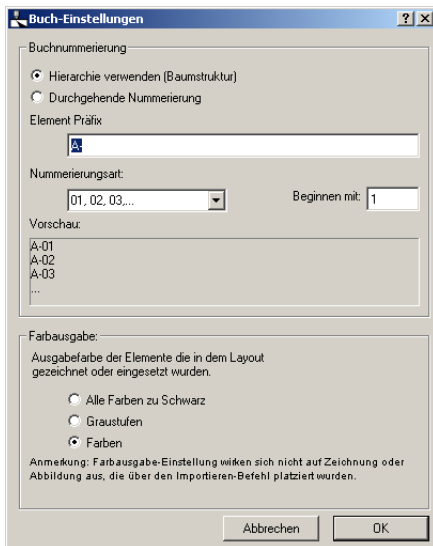 Buch-Einstellungen
Buchnummerierung
Hierarchie verwenden (Baumstruktur)
Durchgehende Nummerierung
Element Präfix
A-
Nummerierungsart:
01, 02, 03,...
Beginnen mit: 1
Vorschau:
A-01
A-02
A-03
...
Farbausgabe:
Ausgabefarbe der Elemente die in dem Layout
gezeichnet oder eingesetzt wurden.
Alle Farben zu Schwarz
Graustufen
Farben
Anmerkung: Farbausgabe-Einstellung wirken sich nicht auf Zeichnung oder
Abbildung aus, die über den Importieren-Befehl platziert wurden.
Abbrechen
OK